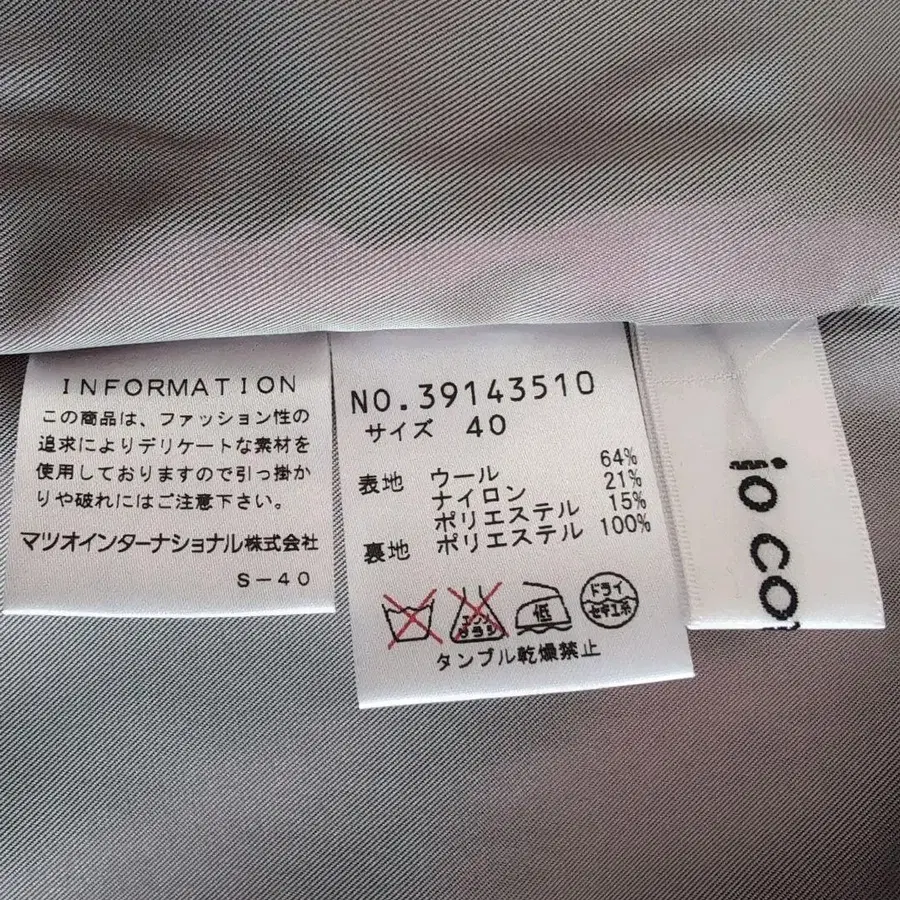 INFORMATION
この商品は、ファッション性の
追求によりデリケートな素材を
使用しておりますので引っ掛か
りや破れにはご注意下さい。
マツオインターナショナル株式会社
S-40
NO.39143510
サイズ 40
表地 ウール 64%
ナイロン 21%
ポリエステル 15%
裏地 ポリエステル 100%
エンソ
サラシ
低
ドライ
セキユ系
タンブル乾燥禁止
io co